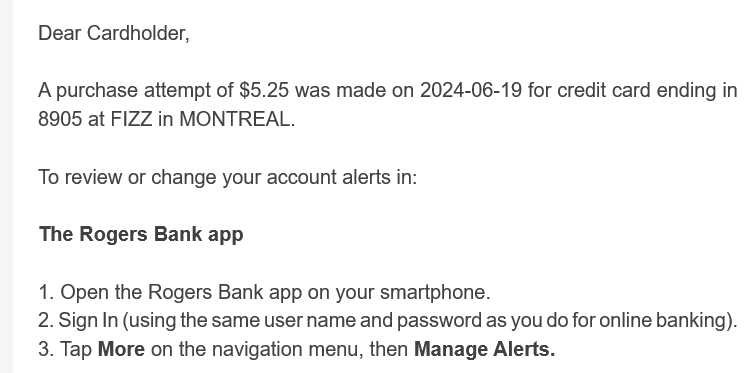 Dear Cardholder,
A purchase attempt of $5.25 was made on 2024-06-19 for credit card ending in
8905 at FIZZ in MONTREAL.
To review or change your account alerts in:
The Rogers Bank app
1. Open the Rogers Bank app on your smartphone.
2. Sign In (using the same user name and password as you do for online banking).
3. Tap More on the navigation menu, then Manage Alerts.